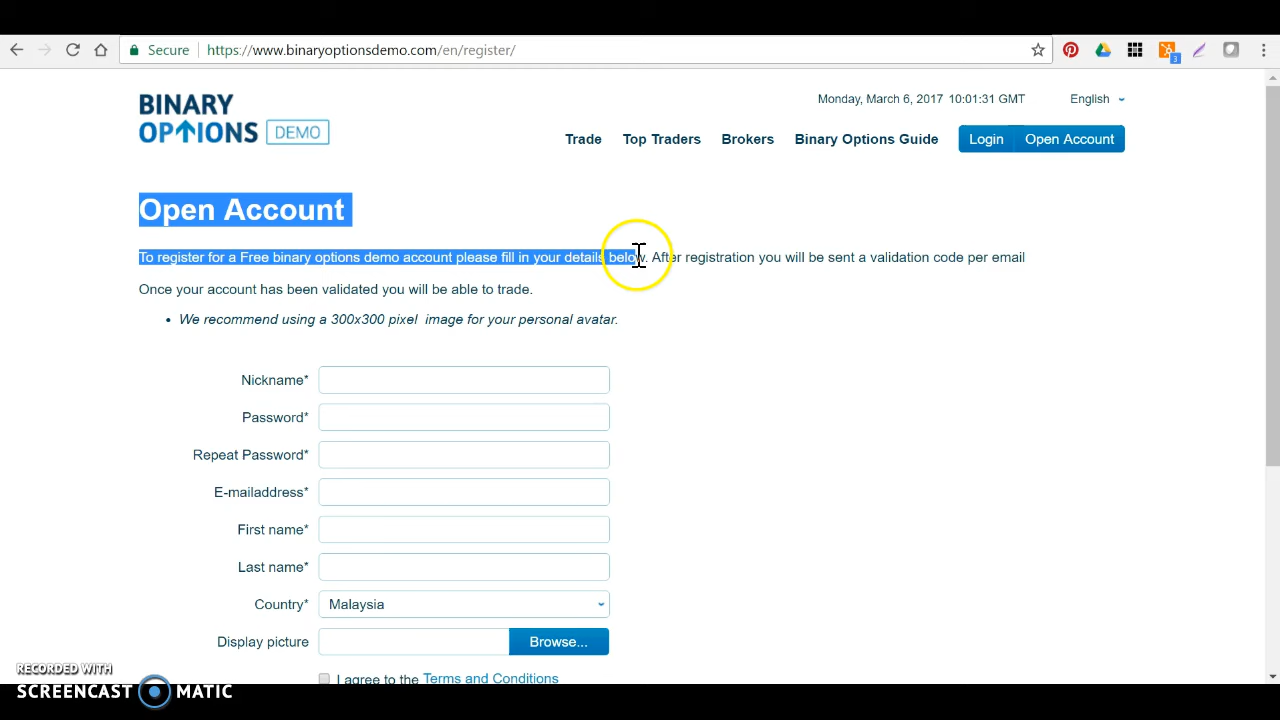 Secure https://www.binaryoptionsdemo.com/en/register/
3
BINARY
OPTIONS DEMO
Monday, March 6, 2017 10:01:31 GMT English
Trade Top Traders Brokers Binary Options Guide Login Open Account
Open Account
To register for a Free binary options demo account please fill in your details below. After registration you will be sent a validation code per email
Once your account has been validated you will be able to trade.
• We recommend using a 300x300 pixel image for your personal avatar.
Nickname*
Password*
Repeat Password*
E-mailaddress*
First name*
Last name*
Country* Malaysia
Display picture Browse...
I agree to the Terms and Conditions
RECORDED WITH
SCREENCAST MATIC